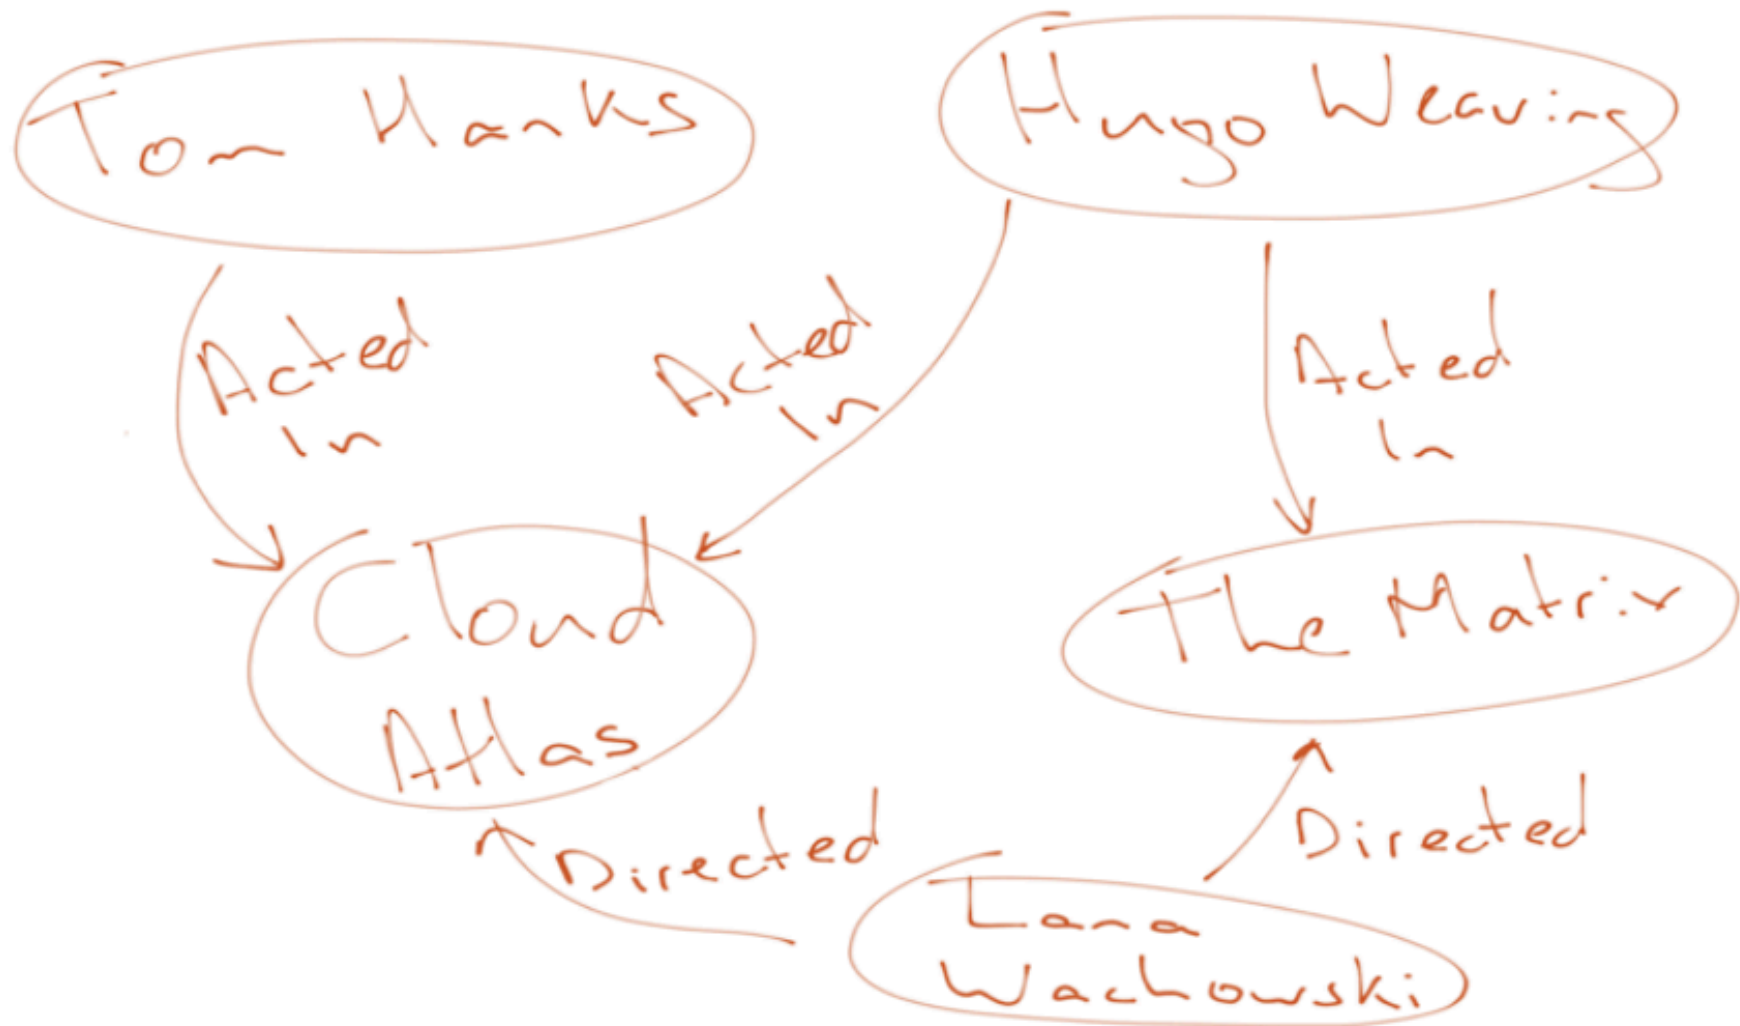 Tom Hanks
Hugo Weaving
Acted
In
Acted
In
Acted
In
Cloud
Atlas
The Matrix
Directed
Directed
Lana
Wachowski